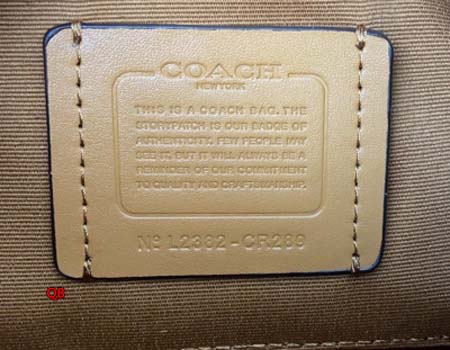 COACH
NEW YORK
THIS IS A COACH BAG. THE
STORYPATCH IS OUR BADGE OF
AUTHENTICITY. FEW PEOPLE MAY
SEE IT, BUT IT WILL ALWAYS BE A
REMINDER OF OUR COMMITMENT
TO QUALITY AND CRAFTSMANSHIP.
Nº L2382-CR289
QB